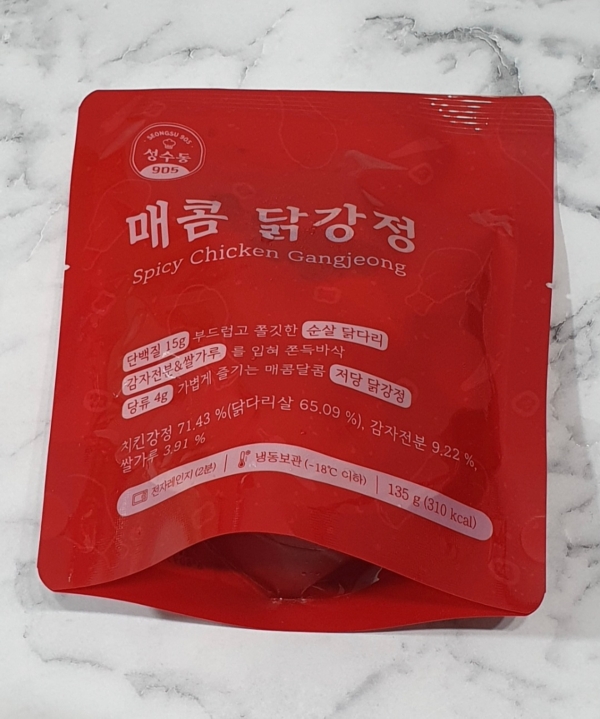 SEONGSU 905
성수동
905
매콤 닭강정
Spicy Chicken Gangjeong
단백질 15g 부드럽고 쫄깃한 순살 닭다리
감자전분&쌀가루 를 입혀 쫀득바삭
당류 4g 가볍게 즐기는 매콤달콤 저당 닭강정
치킨강정 71.43 %(닭다리살 65.09 %), 감자전분 9.22 %,
쌀가루 3.91 %
전자레인지 (2분) | 냉동보관 (-18℃ 이하) | 135 g (310 kcal)